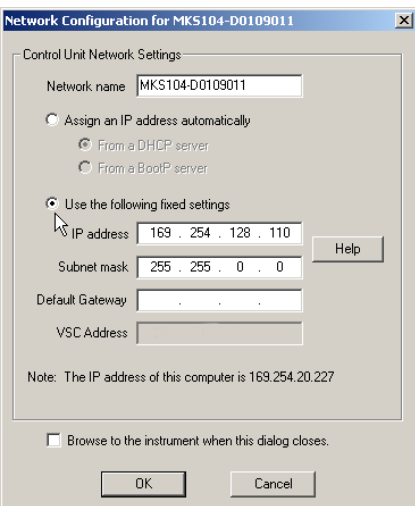 Network Configuration for MKS104-D0109011
Control Unit Network Settings
Network name MKS104-D0109011
Assign an IP address automatically
From a DHCP server
From a BootP server
Use the following fixed settings
IP address 169 . 254 . 128 . 110
Help
Subnet mask 255 . 255 . 0 . 0
Default Gateway . . .
VSC Address
Note: The IP address of this computer is 169.254.20.227
Browse to the instrument when this dialog closes.
OK Cancel